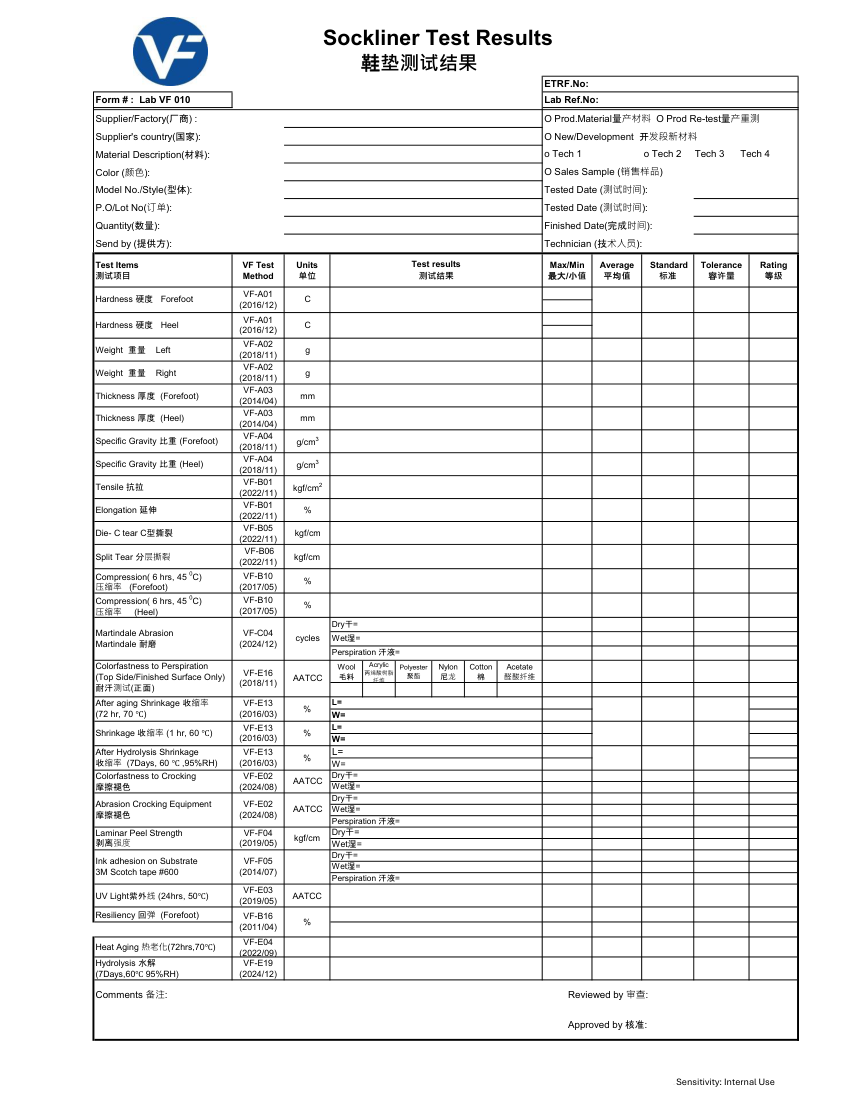 VF
Sockliner Test Results
鞋垫测试结果
ETRF.No:
Form # :  Lab VF 010
Lab Ref.No:
Supplier/Factory(厂商) :
O Prod.Material量产材料  O Prod Re-test量产重测
Supplier's country(国家):
O New/Development  开发段新材料
Material Description(材料):
o Tech 1  o Tech 2  Tech 3  Tech 4
Color (颜色):
O Sales Sample (销售样品)
Model No./Style(型体):
Tested Date (测试时间):
P.O/Lot No(订单):
Tested Date (测试时间):
Quantity(数量):
Finished Date(完成时间):
Send by (提供方):
Technician (技术人员):
Test Items  VF Test  Units  Test results  Max/Min  Average  Standard  Tolerance  Rating
测试项目  Method  单位  测试结果  最大/小值  平均值  标准  容许量  等级
Hardness 硬度  Forefoot  VF-A01  C
(2016/12)
Hardness 硬度  Heel  VF-A01  C
(2016/12)
Weight  重量  Left  VF-A02  g
(2018/11)
Weight  重量  Right  VF-A02  g
(2018/11)
Thickness 厚度  (Forefoot)  VF-A03  mm
(2014/04)
Thickness 厚度  (Heel)  VF-A03  mm
(2014/04)
Specific Gravity 比重 (Forefoot)  VF-A04  g/cm3
(2018/11)
Specific Gravity 比重 (Heel)  VF-A04  g/cm3
(2018/11)
Tensile 抗拉  VF-B01  kgf/cm2
(2022/11)
Elongation 延伸  VF-B01  %
(2022/11)
Die- C tear C型撕裂  VF-B05  kgf/cm
(2022/11)
Split Tear 分层撕裂  VF-B06  kgf/cm
(2022/11)
Compression( 6 hrs, 45 0C)  VF-B10  %
压缩率  (Forefoot)  (2017/05)
Compression( 6 hrs, 45 0C)  VF-B10  %
压缩率  (Heel)  (2017/05)
Dry干=
Martindale Abrasion  VF-C04  cycles  Wet湿=
Martindale 耐磨  (2024/12)
Perspiration 汗液=
Colorfastness to Perspiration  VF-E16  AATCC  Wool  Acrylic  Polyester  Nylon  Cotton  Acetate
(Top Side/Finished Surface Only)  (2018/11)  毛料  丙烯酸树脂纤维  聚酯  尼龙  棉  醋酸纤维
耐汗测试(正面)
After aging Shrinkage 收缩率  VF-E13  %  L=
(72 hr, 70 ℃)  (2016/03)  W=
Shrinkage 收缩率 (1 hr, 60 ℃)  VF-E13  %  L=
(2016/03)  W=
After Hydrolysis Shrinkage  VF-E13  %  L=
收缩率  (7Days, 60 ℃ ,95%RH)  (2016/03)  W=
Colorfastness to Crocking  VF-E02  AATCC  Dry干=
摩擦褪色  (2024/08)  Wet湿=
Abrasion Crocking Equipment  VF-E02  AATCC  Dry干=
摩擦褪色  (2024/08)  Wet湿=
Perspiration 汗液=
Laminar Peel Strength  VF-F04  kgf/cm  Dry干=
剥离强度  (2019/05)  Wet湿=
Ink adhesion on Substrate  VF-F05  Dry干=
3M Scotch tape #600  (2014/07)  Wet湿=
Perspiration 汗液=
UV Light紫外线 (24hrs, 50℃)  VF-E03  AATCC
(2019/05)
Resiliency 回弹  (Forefoot)  VF-B16  %
(2011/04)
Heat Aging 热老化(72hrs,70℃)  VF-E04
(2022/09)
Hydrolysis 水解  VF-E19
(7Days,60℃ 95%RH)  (2024/12)
Comments 备注:  Reviewed by 审查:
Approved by 核准:
Sensitivity: Internal Use